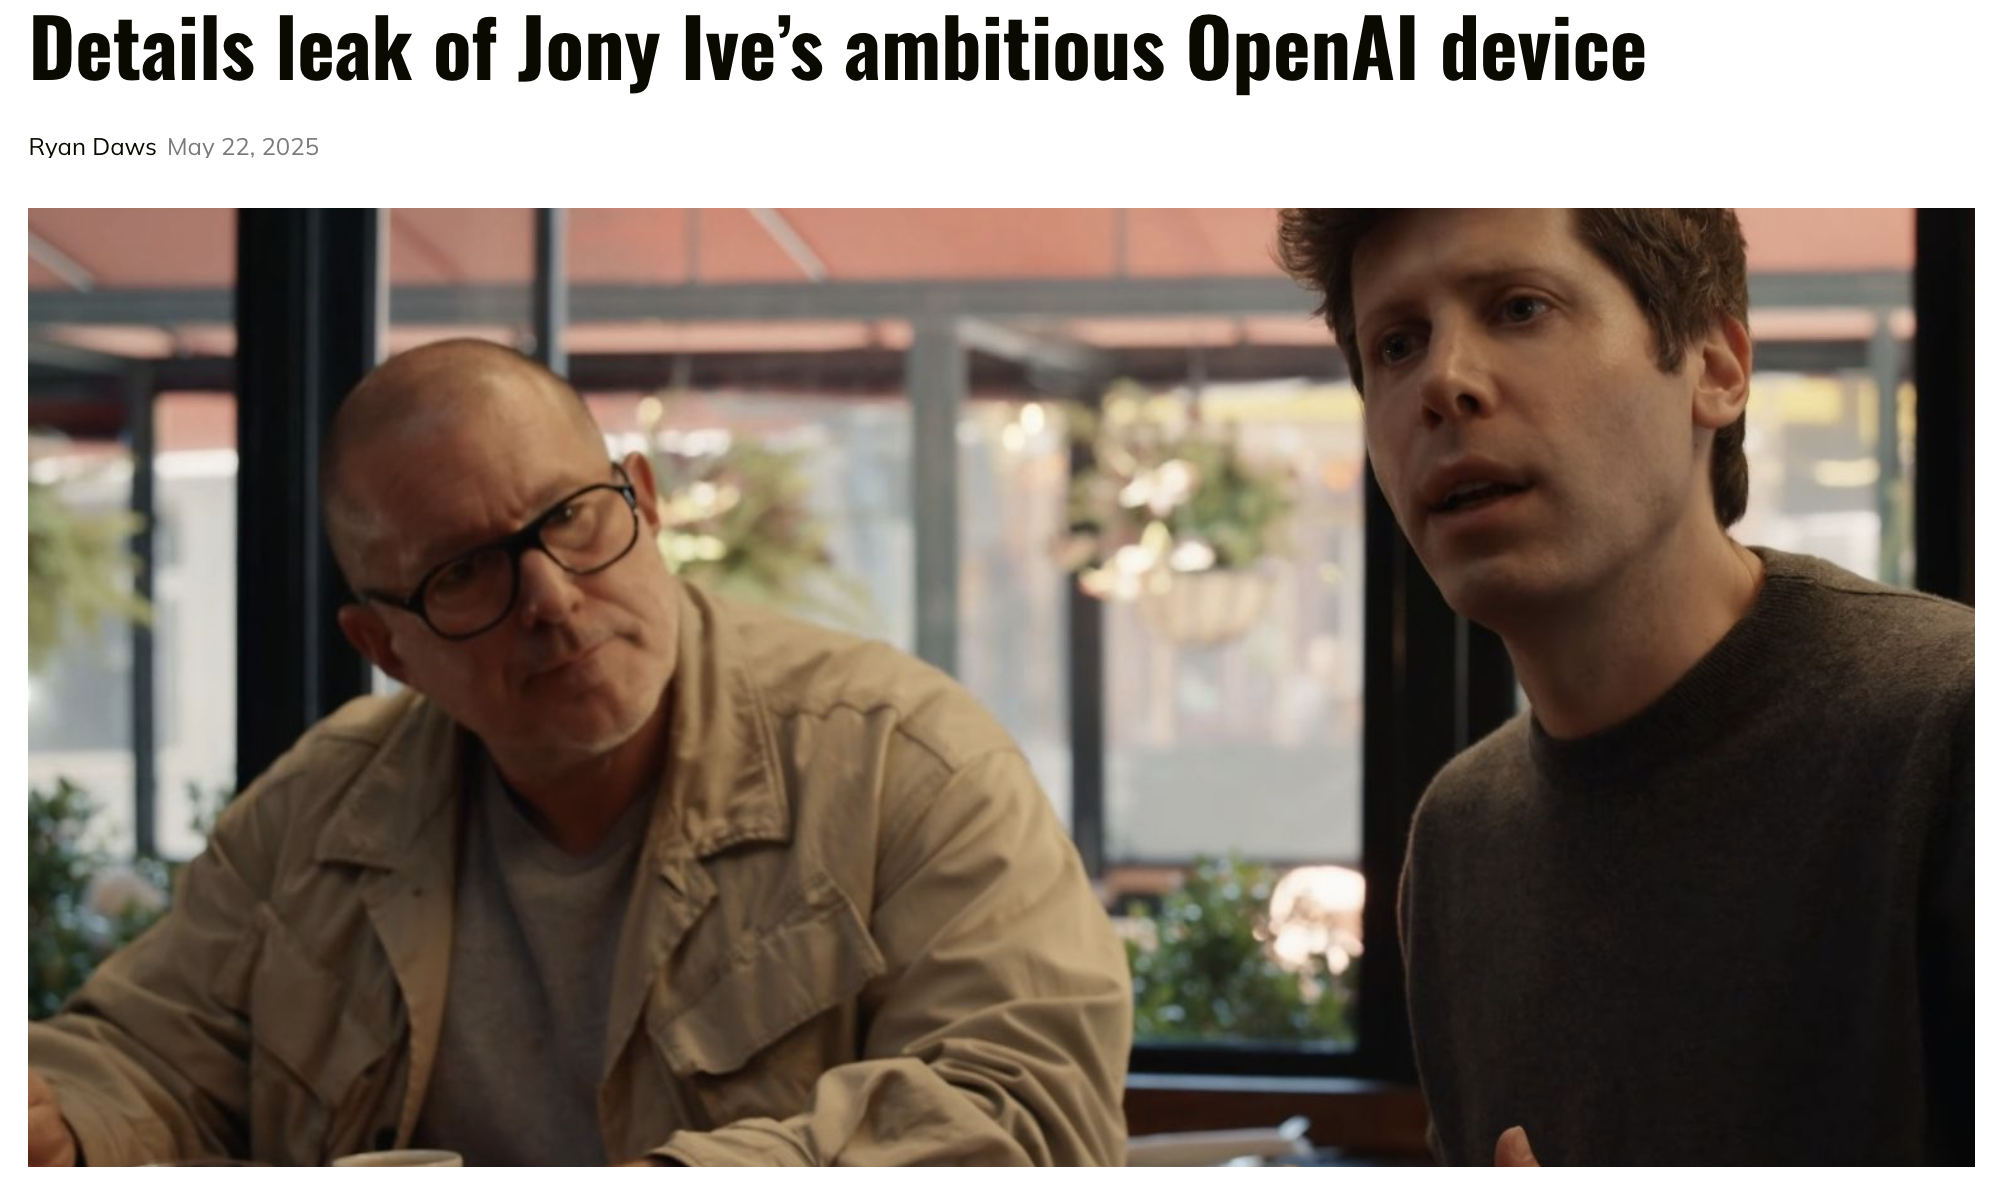 Details leak of Jony Ive’s ambitious OpenAI device
Ryan Daws May 22, 2025